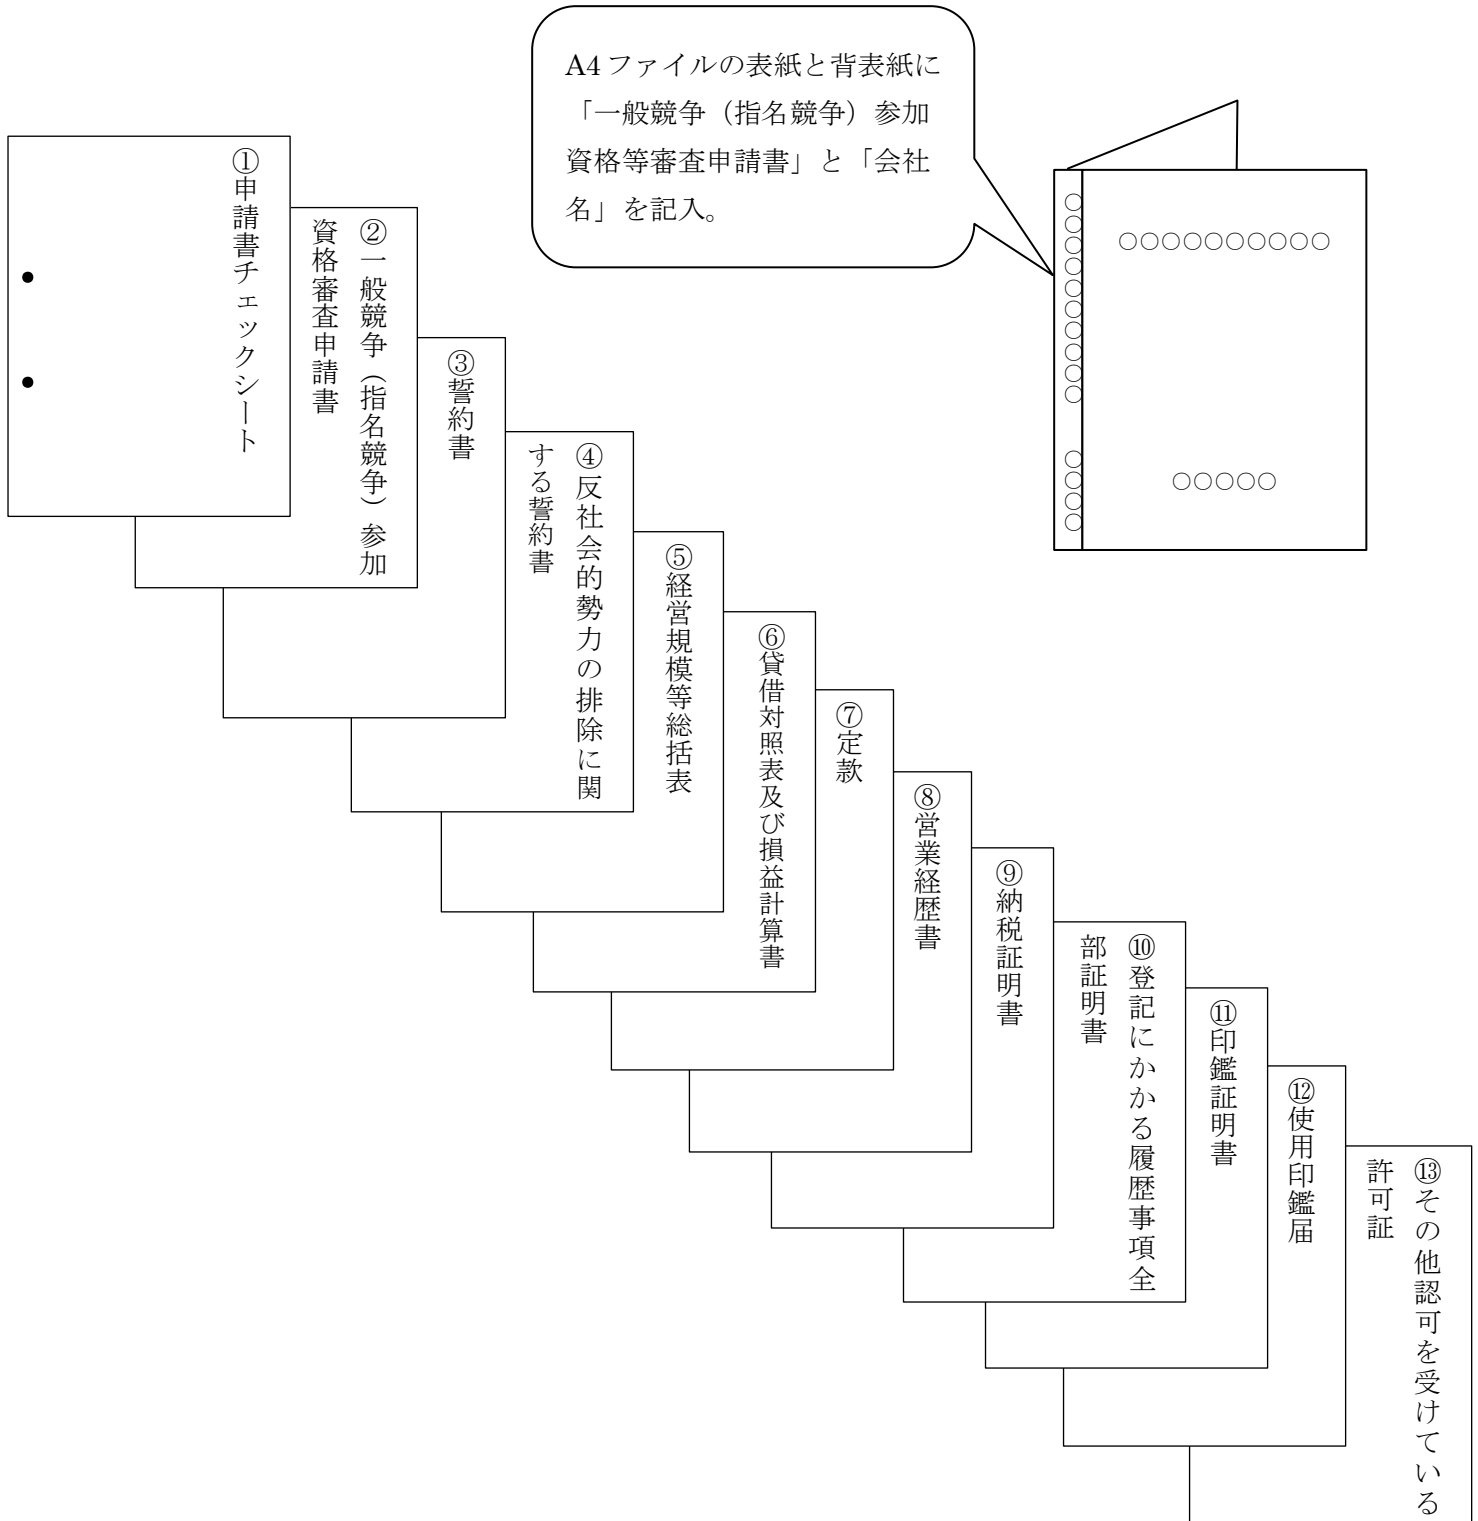 A4ファイルの表紙と背表紙に
「一般競争（指名競争）参加
資格等審査申請書」と「会社
名」を記入。
○○○○○○○○○○
○○○○
○○○○○○○○○○
○○○○○
①申請書チェックシート
②一般競争（指名競争）参加
資格審査申請書
③誓約書
④反社会的勢力の排除に関
する誓約書
⑤経営規模等総括表
⑥貸借対照表及び損益計算書
⑦定款
⑧営業経歴書
⑨納税証明書
⑩登記にかかる履歴事項全
部証明書
⑪印鑑証明書
⑫使用印鑑届
⑬その他認可を受けている
許可証